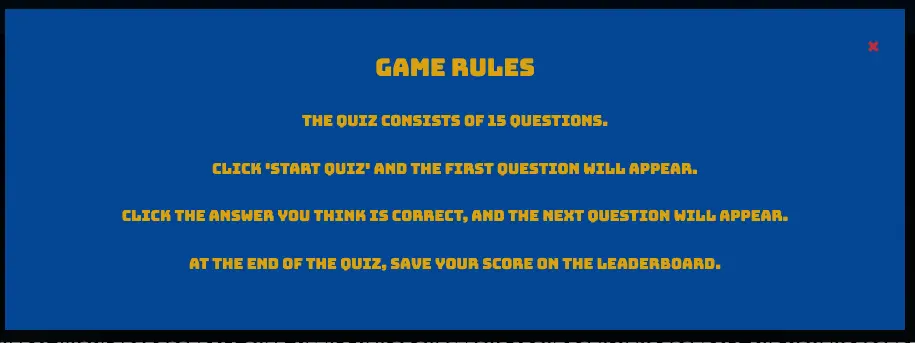 GAME RULES
THE QUIZ CONSISTS OF 15 QUESTIONS.
CLICK 'START QUIZ' AND THE FIRST QUESTION WILL APPEAR.
CLICK THE ANSWER YOU THINK IS CORRECT, AND THE NEXT QUESTION WILL APPEAR.
AT THE END OF THE QUIZ, SAVE YOUR SCORE ON THE LEADERBOARD.